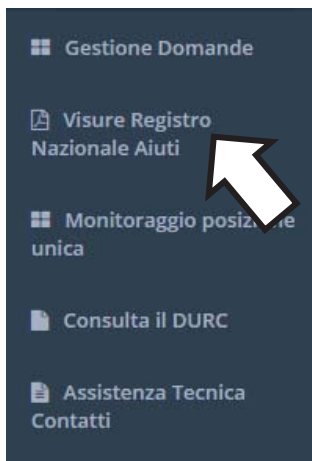 Gestione Domande
Visure Registro
Nazionale Aiuti
Monitoraggio
unica
Consulta il DURC
Assistenza Tecnica
Contatti